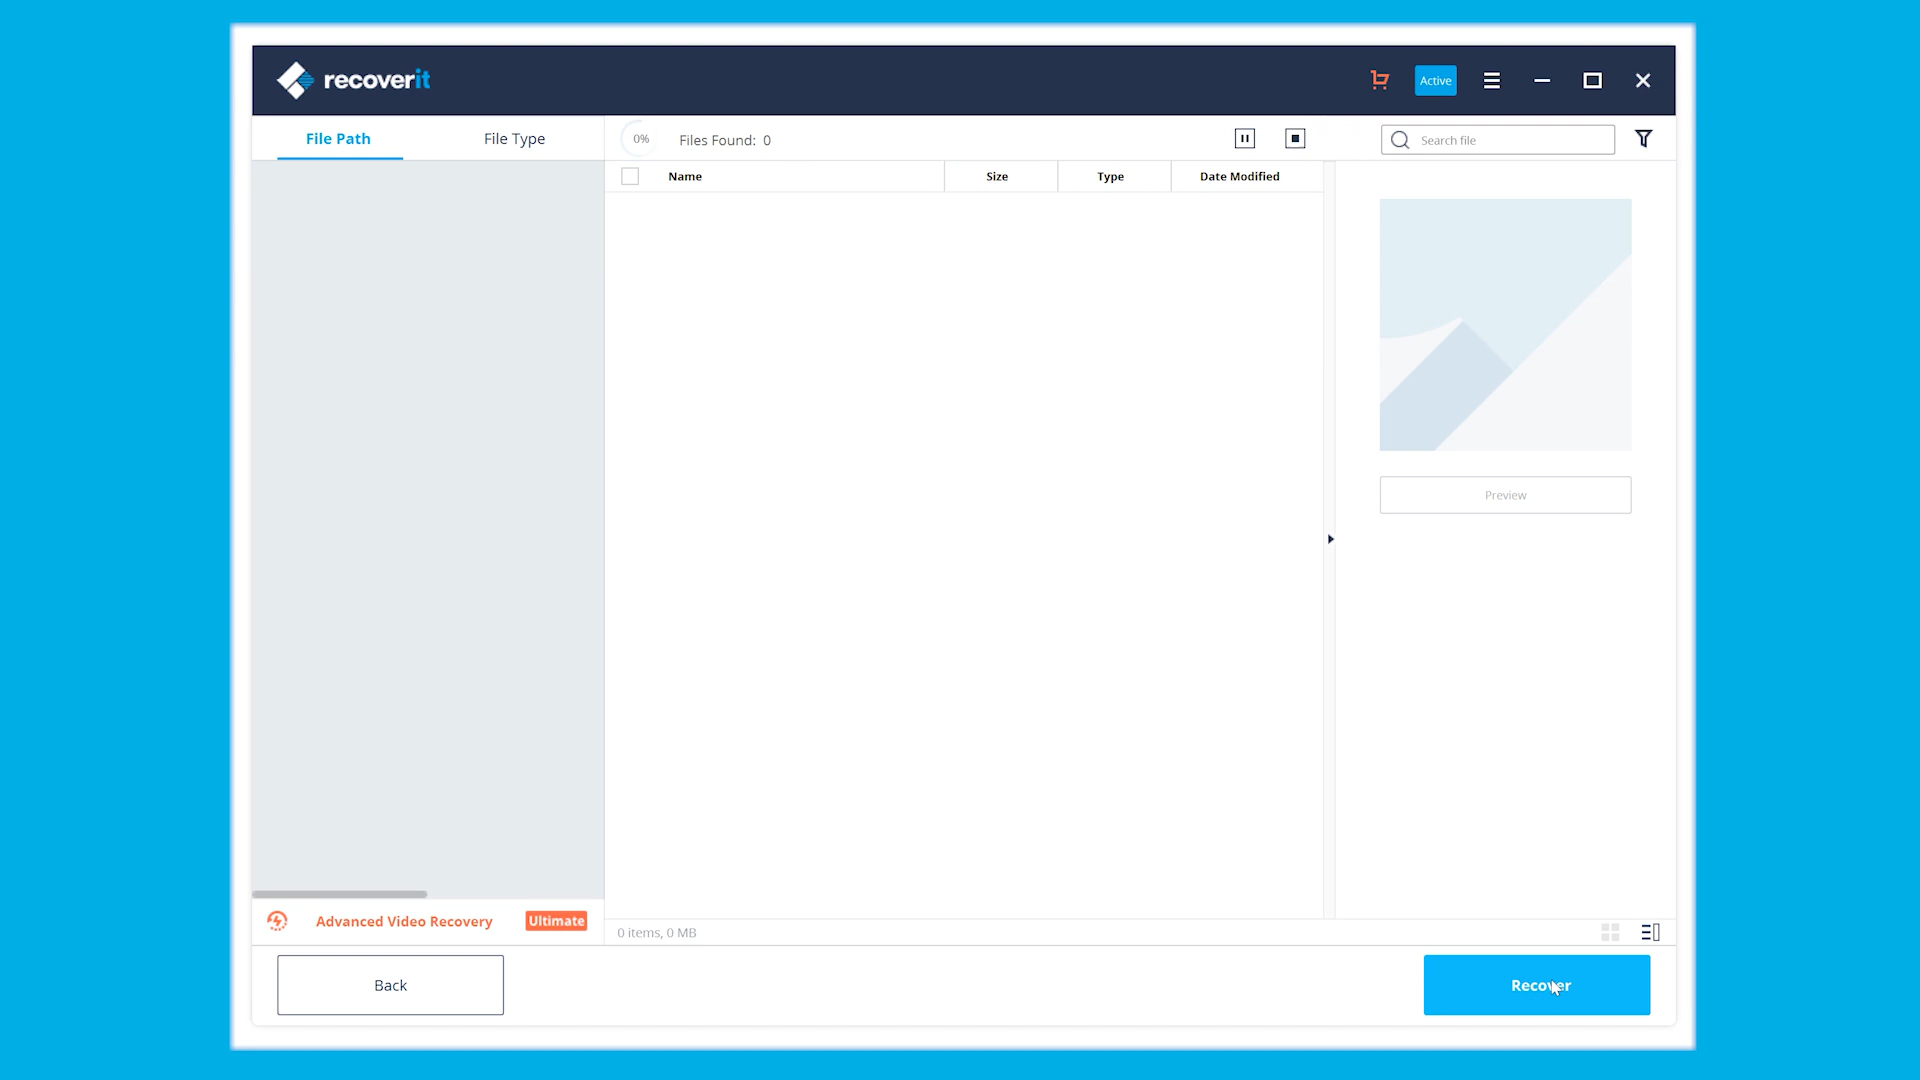 recoverit
Active
File Path
File Type
0%
Files Found: 0
Search file
Name
Size
Type
Date Modified
Preview
Advanced Video Recovery
Ultimate
0 items, 0 MB
Back
Recover